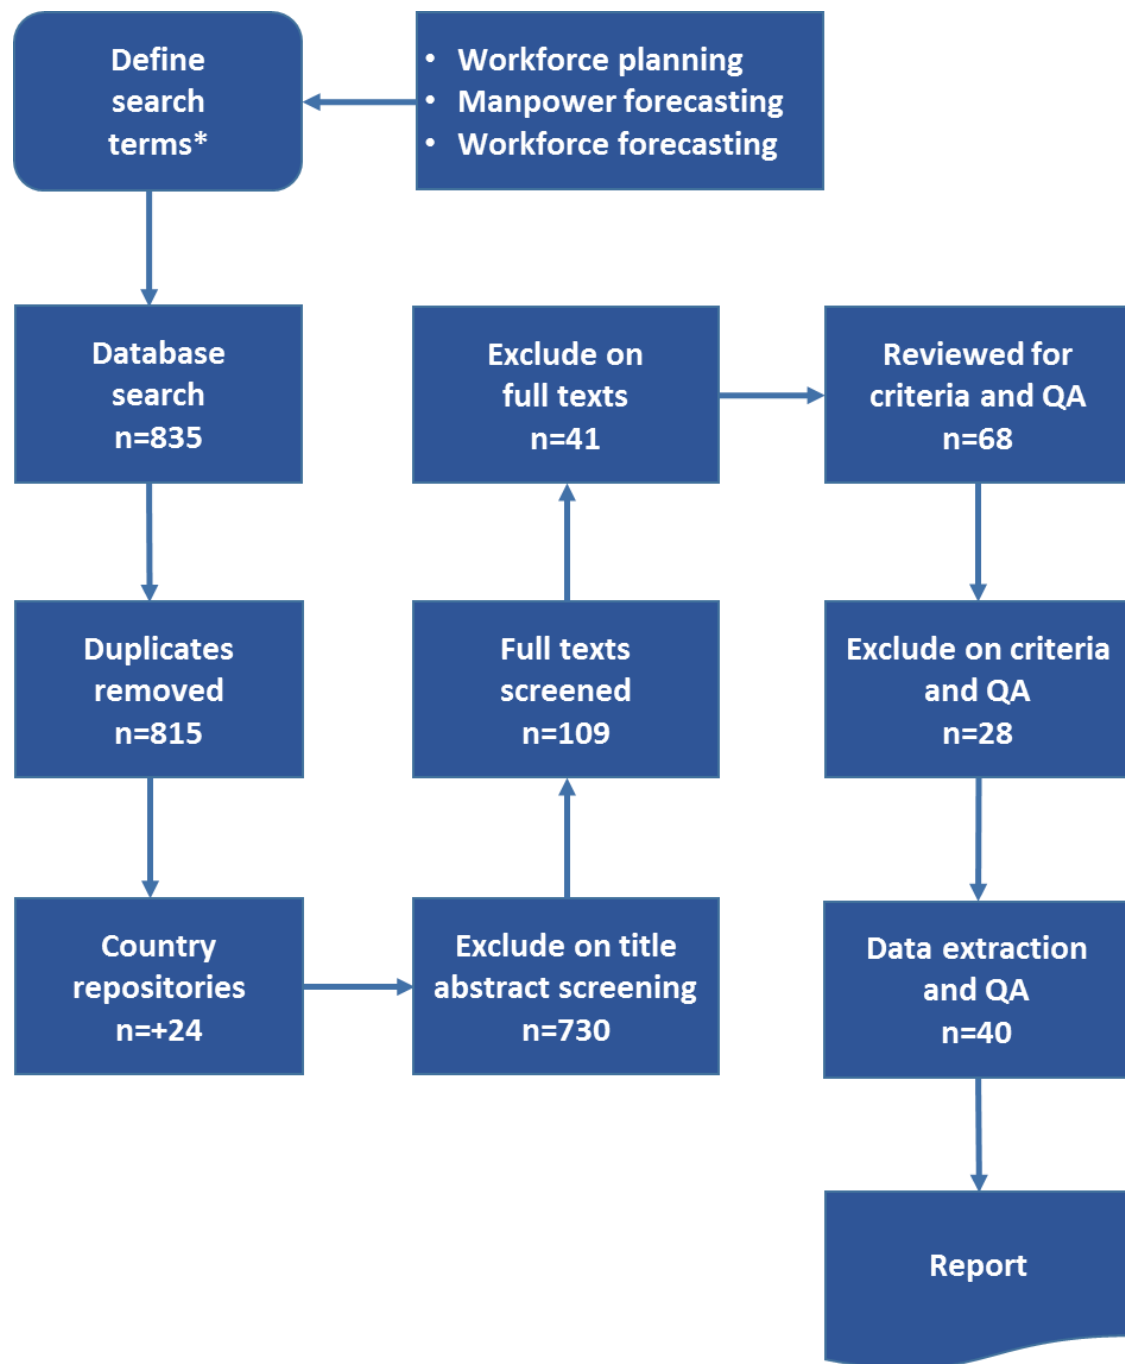 Define
search
terms*
• Workforce planning
• Manpower forecasting
• Workforce forecasting
Database
search
n=835
Duplicates
removed
n=815
Country
repositories
n=+24
Exclude on title
abstract screening
n=730
Full texts
screened
n=109
Exclude on
full texts
n=41
Reviewed for
criteria and QA
n=68
Exclude on criteria
and QA
n=28
Data extraction
and QA
n=40
Report